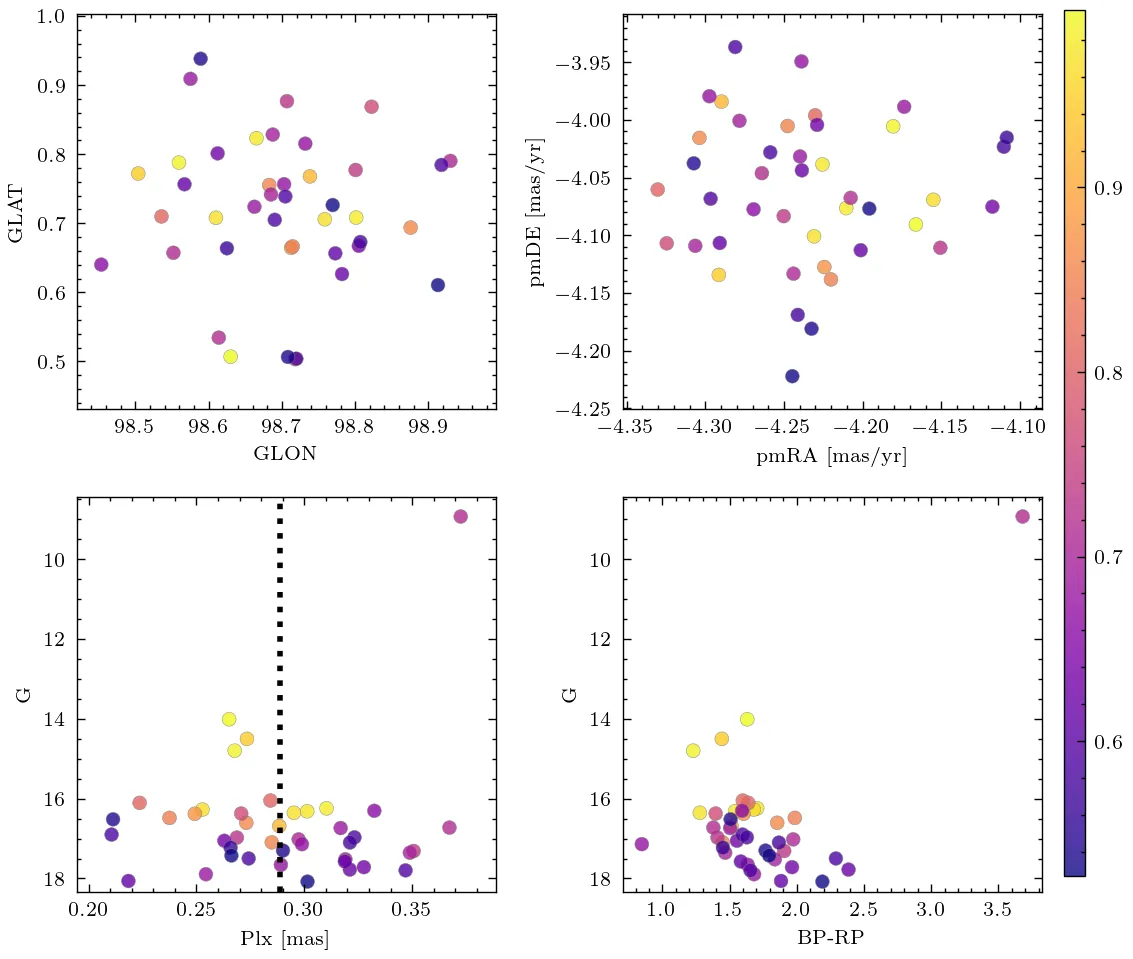 1.0
0.9
0.8
0.7
0.6
0.5
GLAT
98.5 98.6 98.7 98.8 98.9
GLON
−3.95
−4.00
−4.05
−4.10
−4.15
−4.20
−4.25
pmDE [mas/yr]
−4.35 −4.30 −4.25 −4.20 −4.15 −4.10
pmRA [mas/yr]
10
12
14
16
18
G
0.20 0.25 0.30 0.35
Plx [mas]
10
12
14
16
18
G
1.0 1.5 2.0 2.5 3.0 3.5
BP-RP
0.9
0.8
0.7
0.6